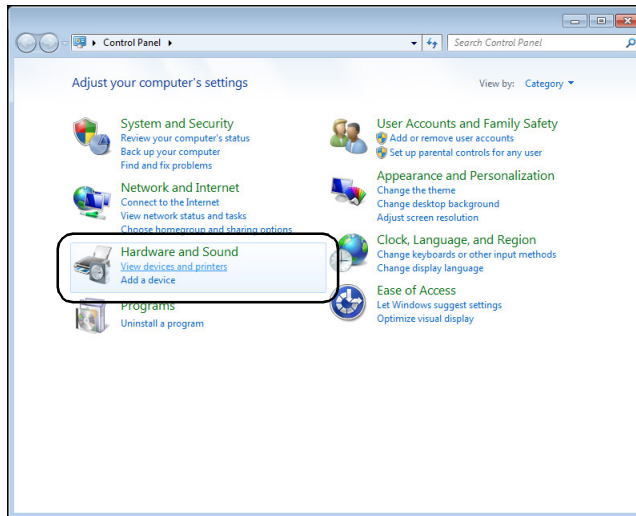 Control Panel
Search Control Panel
Adjust your computer's settings
View by: Category
System and Security
Review your computer's status
Back up your computer
Find and fix problems
Network and Internet
Connect to the Internet
View network status and tasks
Choose homegroup and sharing options
Hardware and Sound
View devices and printers
Add a device
Programs
Uninstall a program
User Accounts and Family Safety
Add or remove user accounts
Set up parental controls for any user
Appearance and Personalization
Change the theme
Change desktop background
Adjust screen resolution
Clock, Language, and Region
Change keyboards or other input methods
Change display language
Ease of Access
Let Windows suggest settings
Optimize visual display